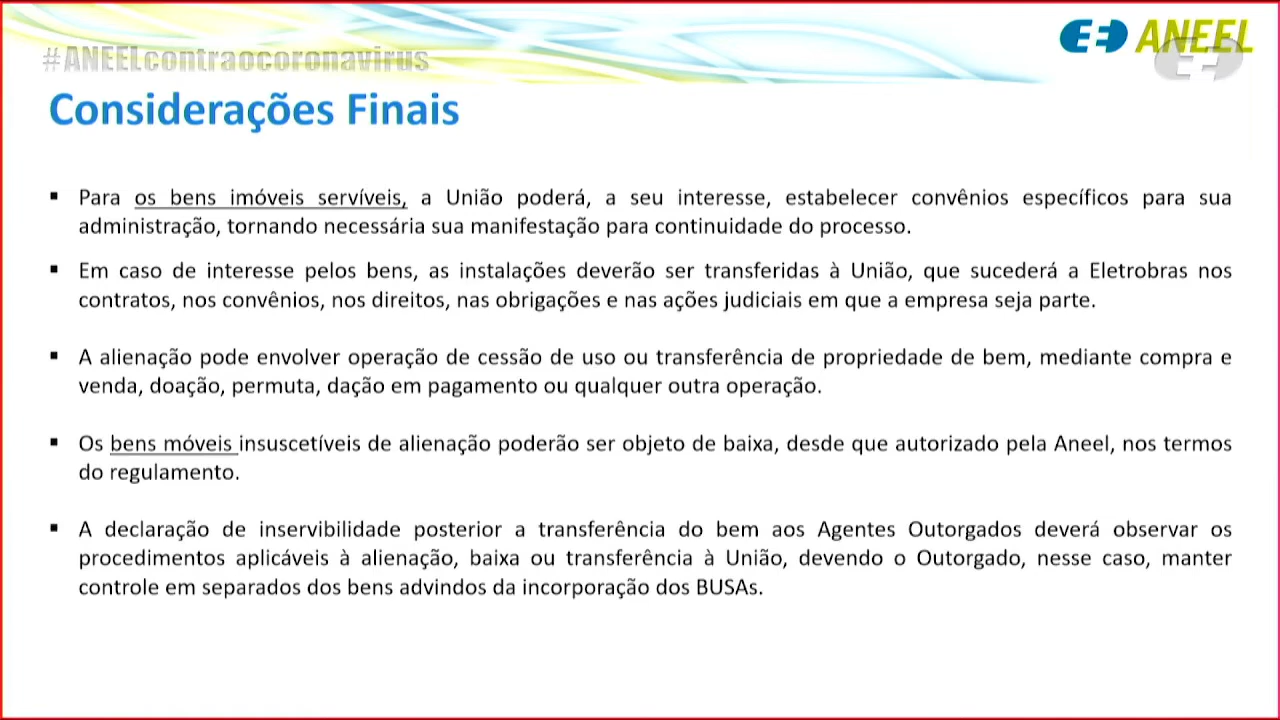 #ANEELcontraocoronavirus
ANEEL
Considerações Finais
▪ Para os bens imóveis servíveis, a União poderá, a seu interesse, estabelecer convênios específicos para sua
administração, tornando necessária sua manifestação para continuidade do processo.
▪ Em caso de interesse pelos bens, as instalações deverão ser transferidas à União, que sucederá a Eletrobras nos
contratos, nos convênios, nos direitos, nas obrigações e nas ações judiciais em que a empresa seja parte.
▪ A alienação pode envolver operação de cessão de uso ou transferência de propriedade de bem, mediante compra e
venda, doação, permuta, dação em pagamento ou qualquer outra operação.
▪ Os bens móveis insuscetíveis de alienação poderão ser objeto de baixa, desde que autorizado pela Aneel, nos termos
do regulamento.
▪ A declaração de inservibilidade posterior a transferência do bem aos Agentes Outorgados deverá observar os
procedimentos aplicáveis à alienação, baixa ou transferência à União, devendo o Outorgado, nesse caso, manter
controle em separados dos bens advindos da incorporação dos BUSAs.